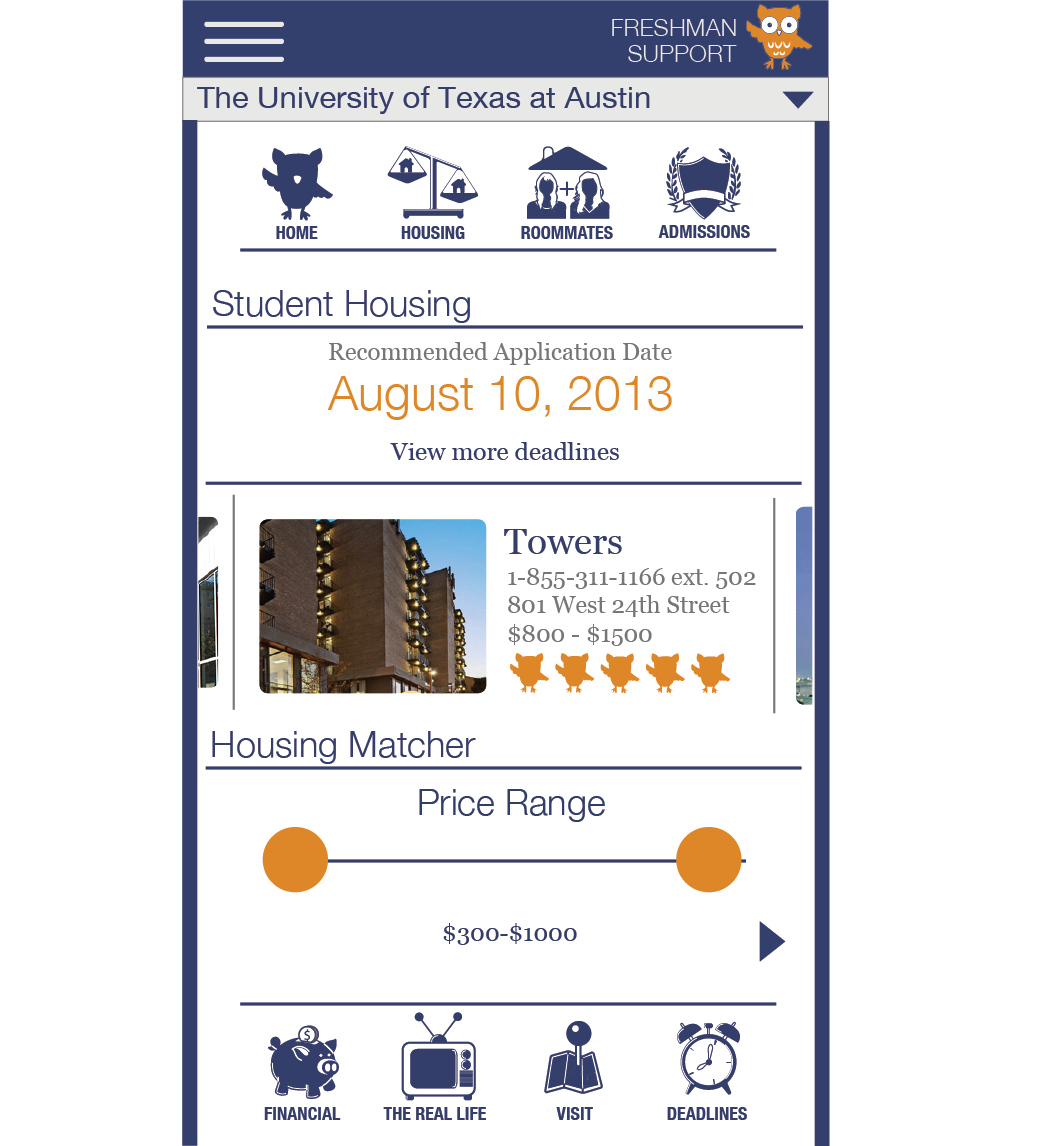 FRESHMAN
SUPPORT
The University of Texas at Austin
HOME
HOUSING
ROOMMATES
ADMISSIONS
Student Housing
Recommended Application Date
August 10, 2013
View more deadlines
Towers
1-855-311-1166 ext. 502
801 West 24th Street
$800 - $1500
Housing Matcher
Price Range
$300-$1000
$
FINANCIAL
THE REAL LIFE
VISIT
DEADLINES